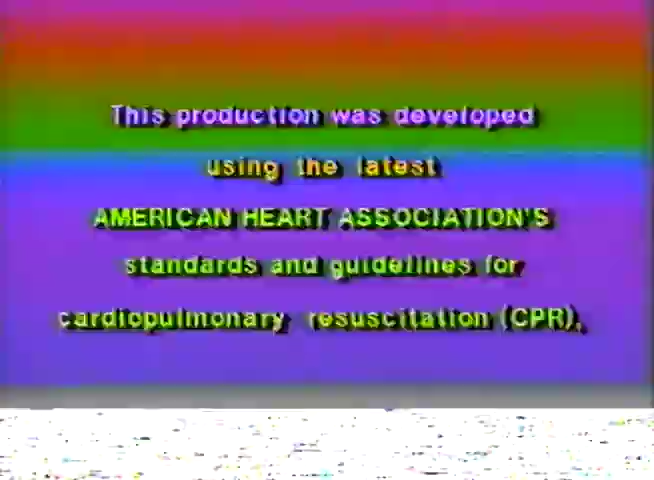 This production was developed
using the latest
AMERICAN HEART ASSOCIATION'S
standards and guidelines for
cardiopulmonary resuscitation (CPR),